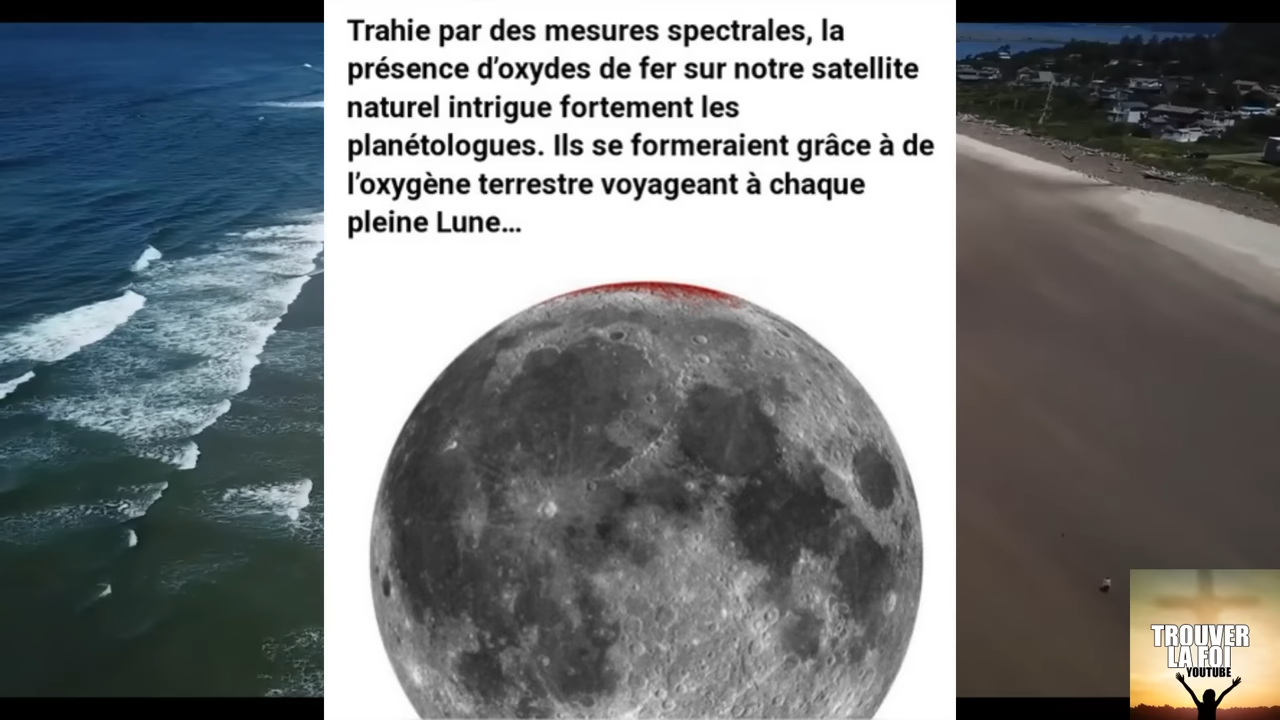 Trahie par des mesures spectrales, la
présence d’oxydes de fer sur notre satellite
naturel intrigue fortement les
planétologues. Ils se formeraient grâce à de
l’oxygène terrestre voyageant à chaque
pleine Lune…
TROUVER
LA FOI
YOUTUBE